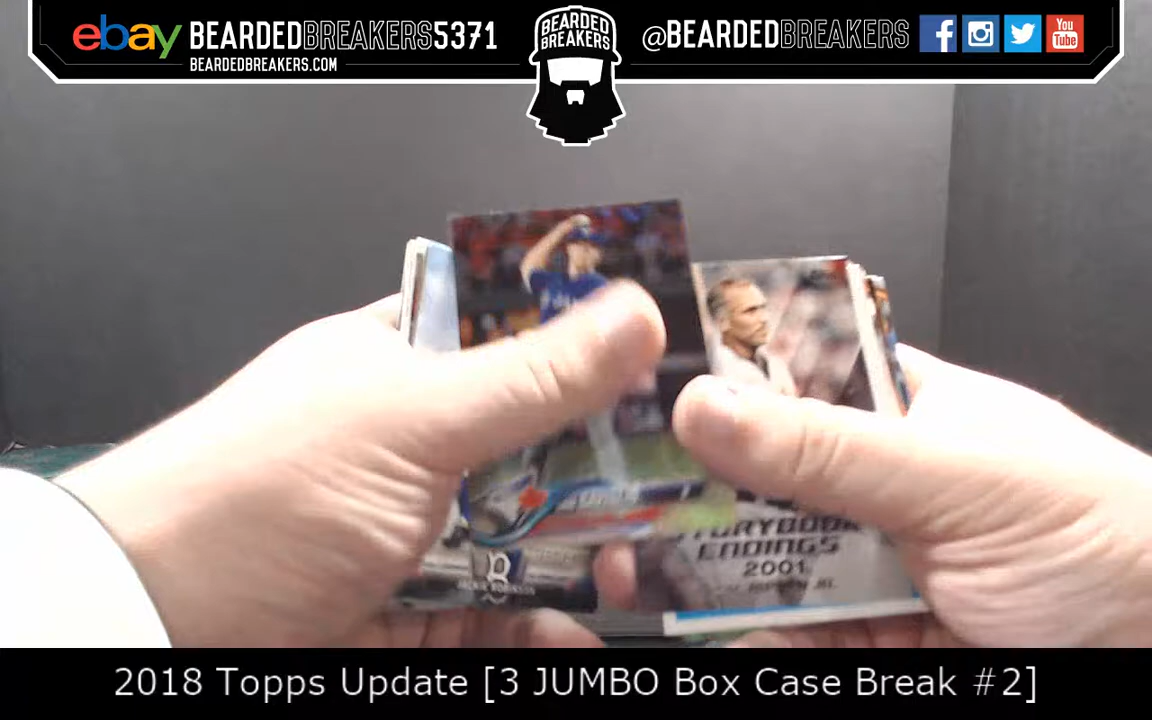 ebay BEARDEDBREAKERS5371
BEARDEDBREAKERS.COM
BEARDED
BREAKERS
@BEARDEDBREAKERS
You
Tube
STORYBOOK
ENDINGS
2001
2018 Topps Update [3 JUMBO Box Case Break #2]